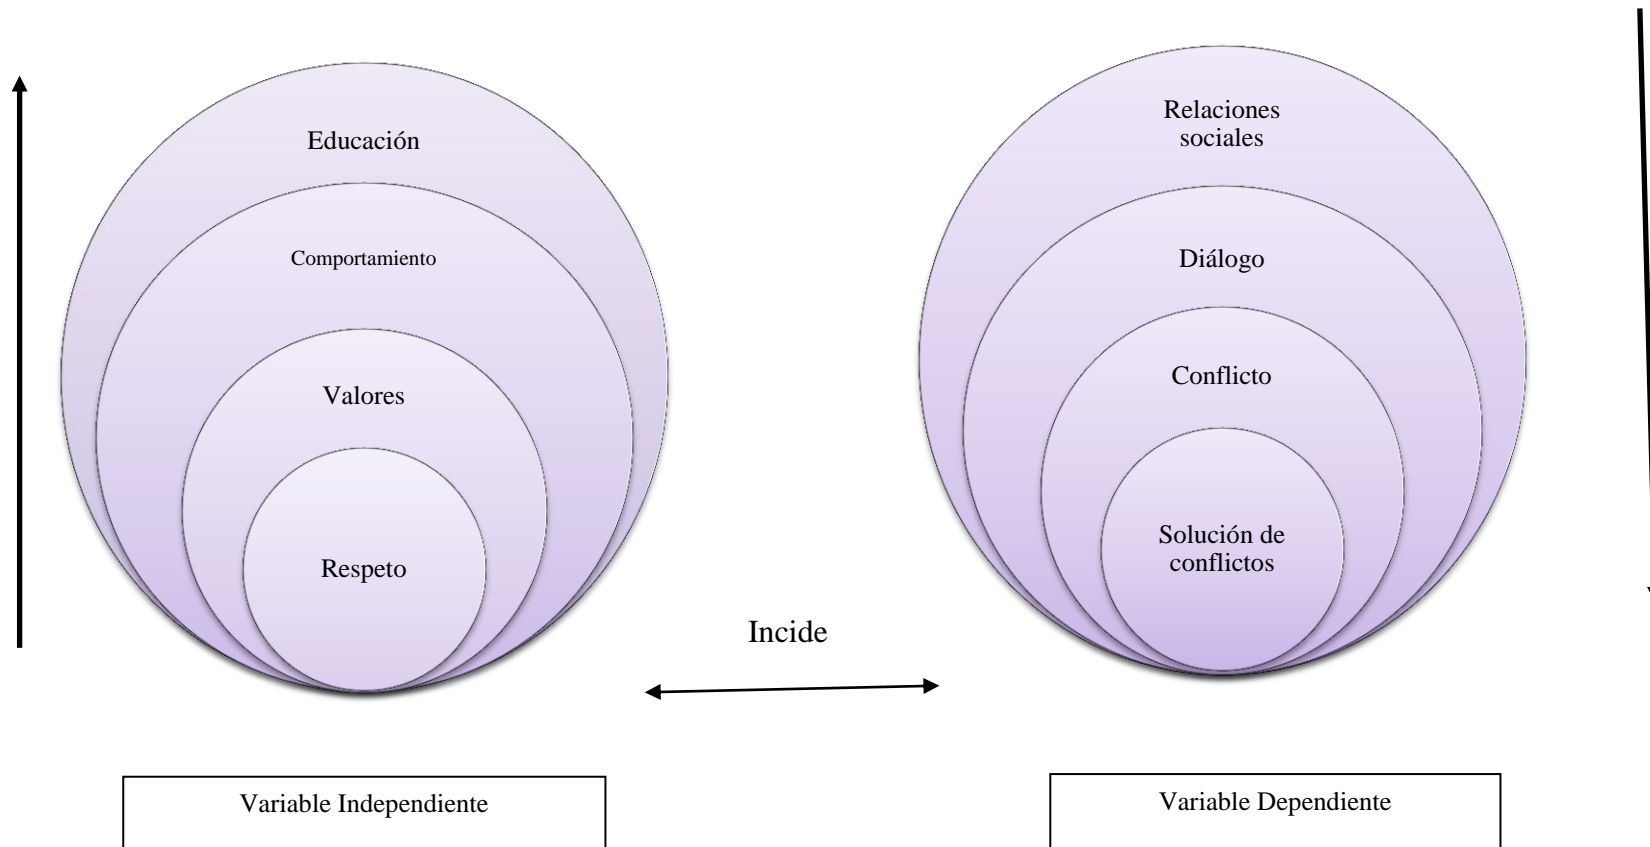 Educación
Comportamiento
Valores
Respeto
Relaciones
sociales
Diálogo
Conflicto
Solución de
conflictos
Incide
Variable Independiente
Variable Dependiente